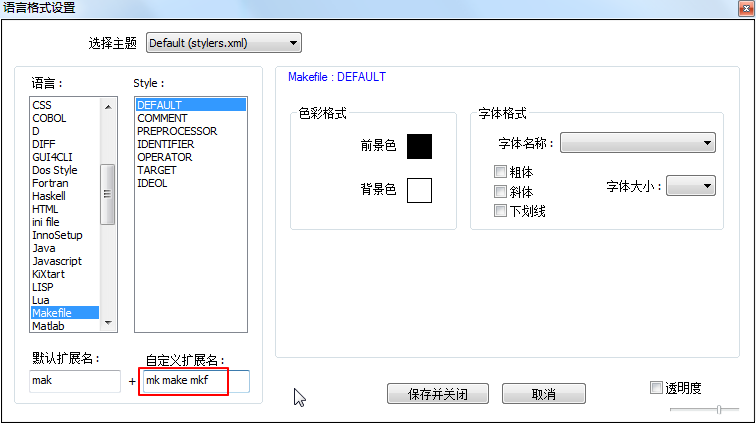 语言格式设置
选择主题 Default (stylers.xml)
语言：
CSS
COBOL
D
DIFF
GUI4CLI
Dos Style
Fortran
Haskell
HTML
ini file
InnoSetup
Java
Javascript
KiXtart
LISP
Lua
Makefile
Matlab
Style：
DEFAULT
COMMENT
PREPROCESSOR
IDENTIFIER
OPERATOR
TARGET
IDEOL
默认扩展名：
mak
+
自定义扩展名：
mk make mkf
Makefile : DEFAULT
色彩格式
前景色
背景色
字体格式
字体名称：
粗体
斜体
下划线
字体大小：
保存并关闭
取消
透明度